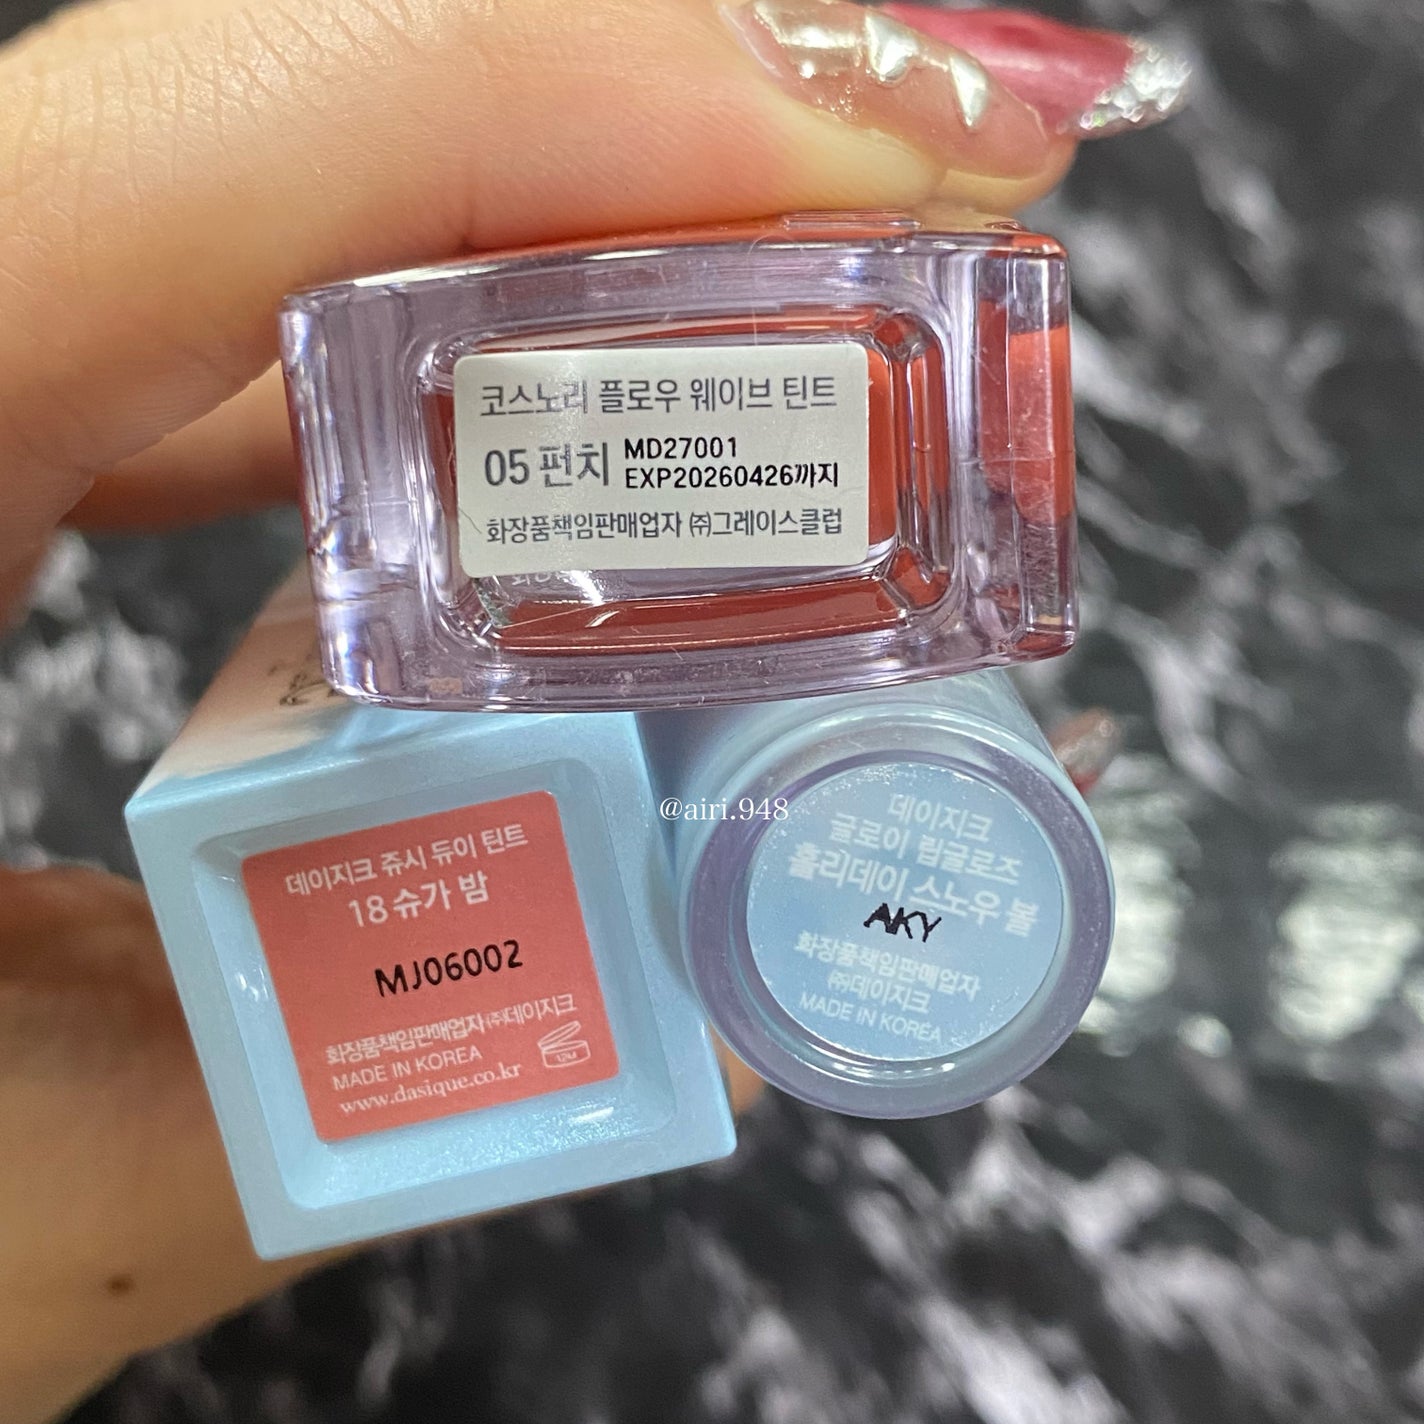 코스노리 플로우 웨이브 틴트
05 펀치 MD27001
EXP20260426까지
화장품책임판매업자 ㈜그레이스클럽
@airi.948
데이지크 쥬시 듀이 틴트
18 슈가 밤
MJ06002
화장품책임판매업자 ㈜데이지크
MADE IN KOREA
www.dasique.co.kr
12M
데이지크
글로이 립글로즈
홀리데이 스노우 볼
AKY
화장품책임판매업자
㈜데이지크
MADE IN KOREA